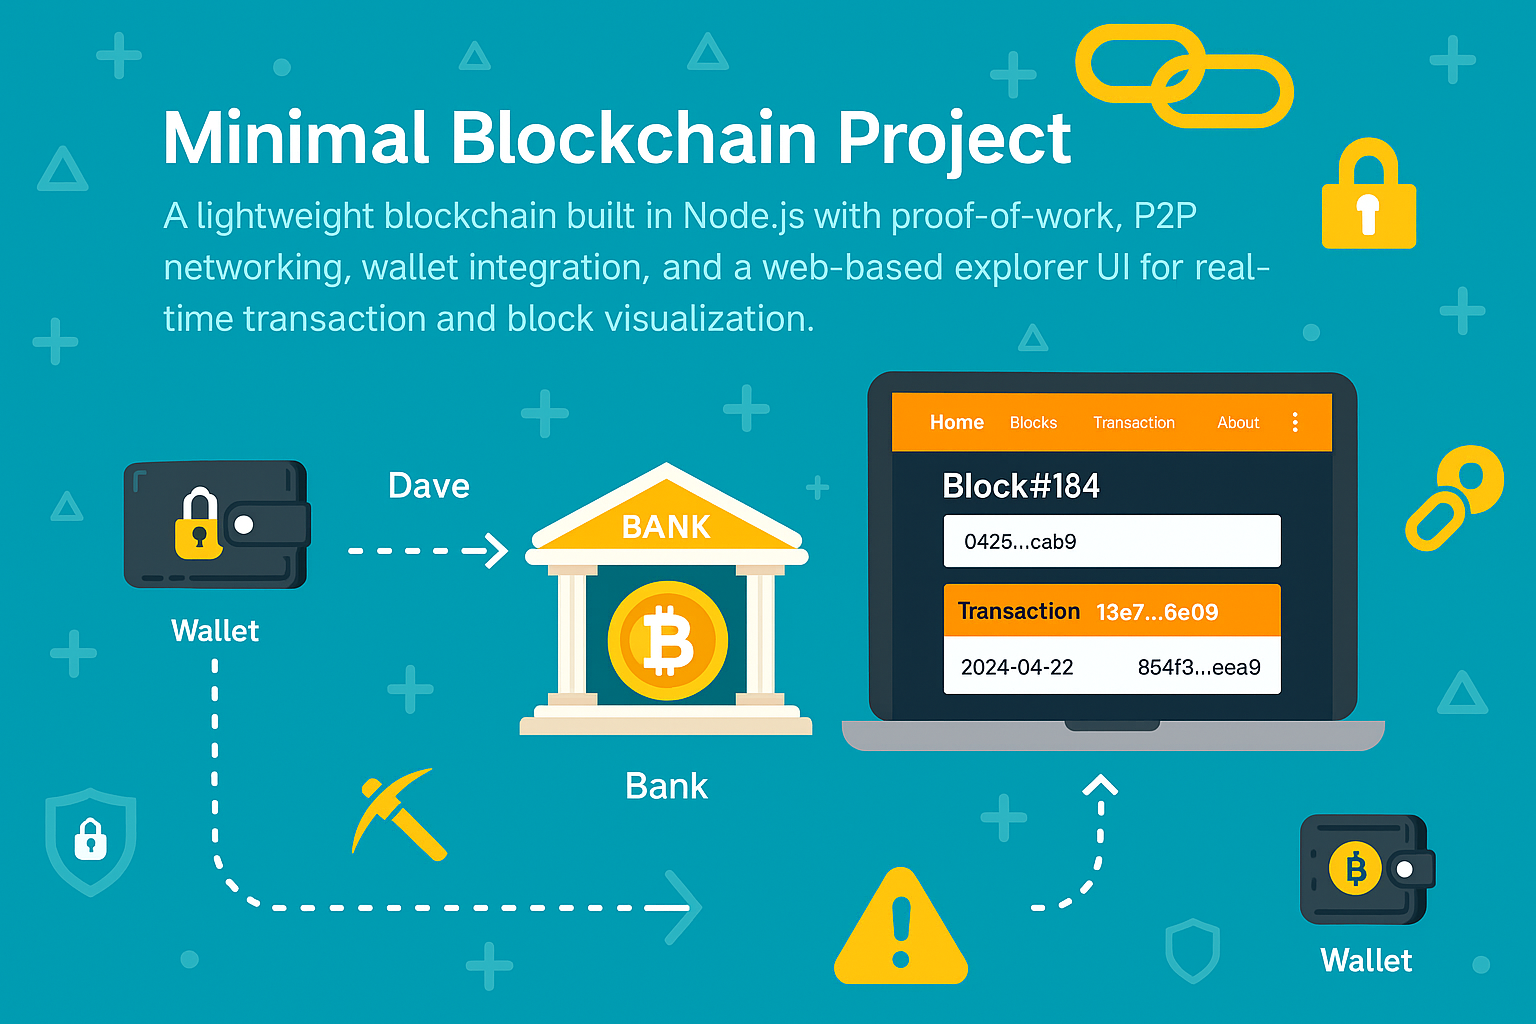 Minimal Blockchain Project
A lightweight blockchain built in Node.js with proof-of-work, P2P
networking, wallet integration, and a web-based explorer UI for real-
time transaction and block visualization.
Home Blocks Transaction About
Block#184
0425...cab9
Transaction 13e7...6e09
2024-04-22 854f3...eea9
Dave
BANK
Wallet
Bank
Wallet